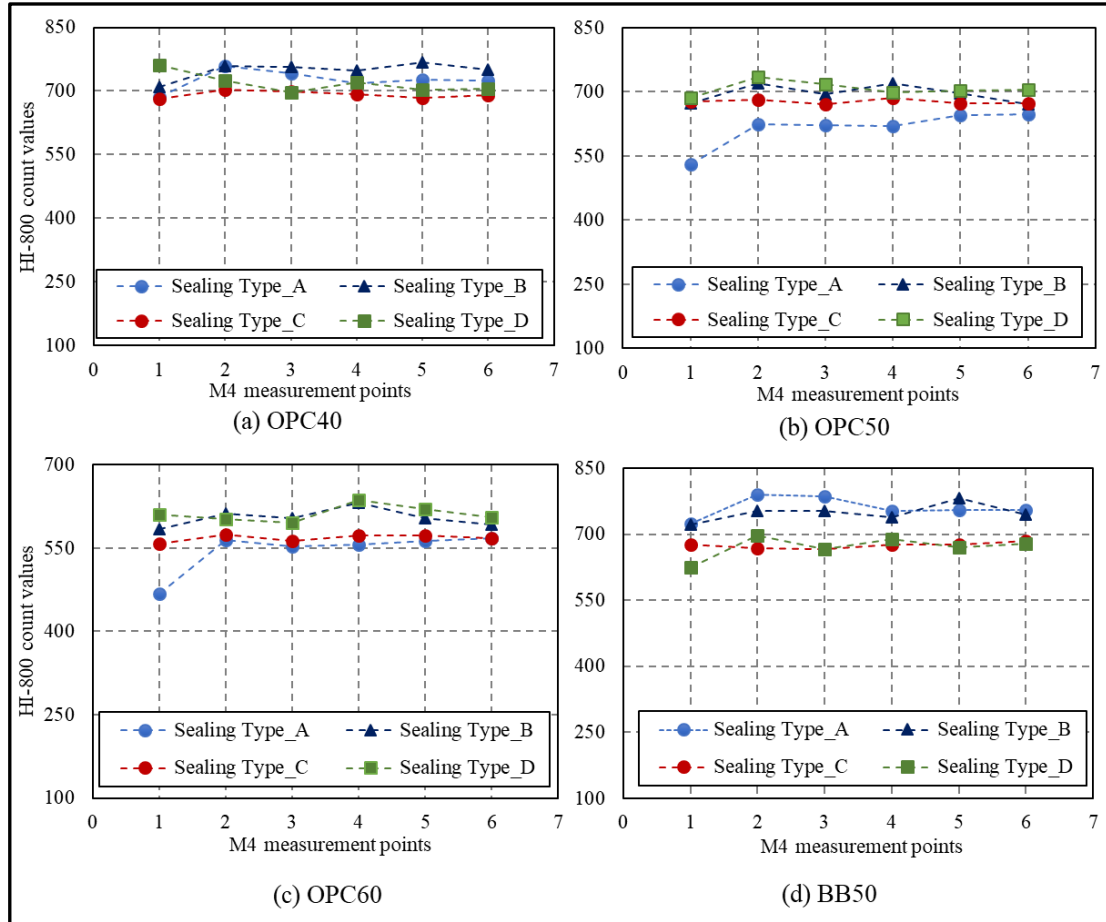 HI-800 count values
850
700
550
400
250
100
Sealing Type_A
Sealing Type_B
Sealing Type_C
Sealing Type_D
0 1 2 3 4 5 6 7
M4 measurement points
(a) OPC40
850
700
550
400
250
100
Sealing Type_A
Sealing Type_B
Sealing Type_C
Sealing Type_D
0 1 2 3 4 5 6 7
M4 measurement points
(b) OPC50
HI-800 count values
700
550
400
250
100
Sealing Type_A
Sealing Type_B
Sealing Type_C
Sealing Type_D
0 1 2 3 4 5 6 7
M4 measurement points
(c) OPC60
850
700
550
400
250
100
Sealing Type_A
Sealing Type_B
Sealing Type_C
Sealing Type_D
0 1 2 3 4 5 6 7
M4 measurement points
(d) BB50